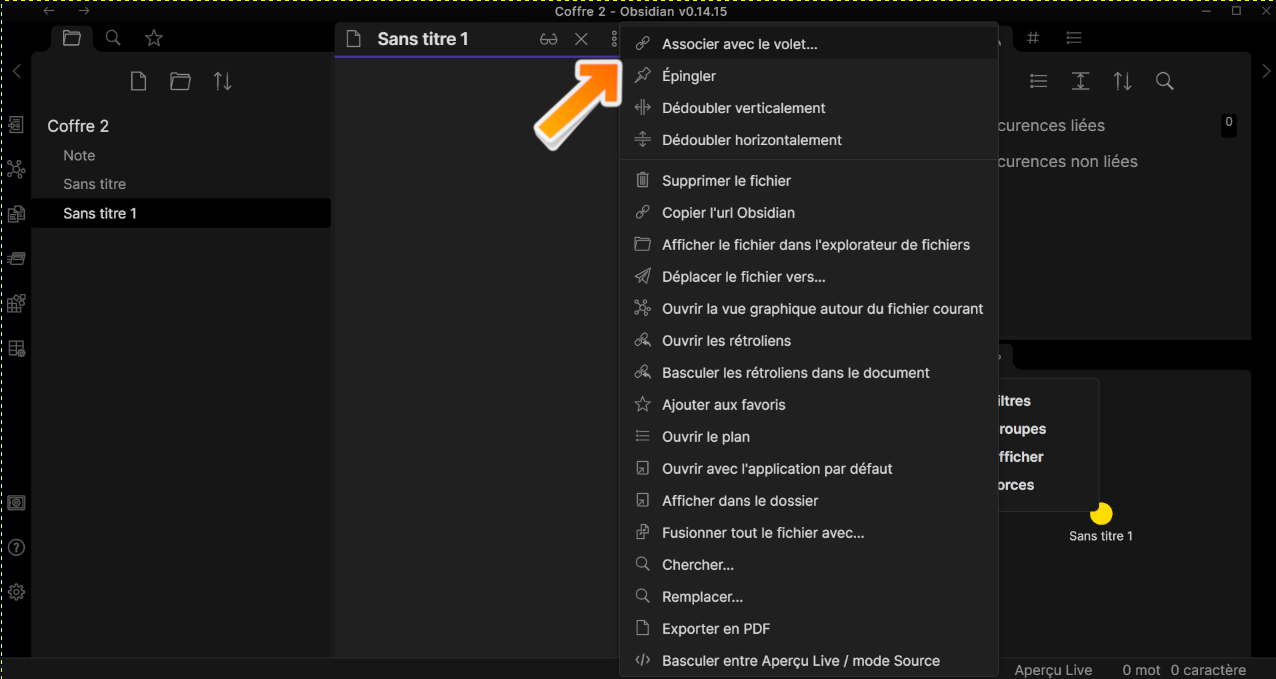 Coffre 2 - Obsidian v0.14.15
Sans titre 1
Coffre 2
Note
Sans titre
Sans titre 1
Associer avec le volet...
Épingler
Dédoubler verticalement
Dédoubler horizontalement
Supprimer le fichier
Copier l'url Obsidian
Afficher le fichier dans l'explorateur de fichiers
Déplacer le fichier vers...
Ouvrir la vue graphique autour du fichier courant
Ouvrir les rétroliens
Basculer les rétroliens dans le document
Ajouter aux favoris
Ouvrir le plan
Ouvrir avec l'application par défaut
Afficher dans le dossier
Fusionner tout le fichier avec...
Chercher...
Remplacer...
Exporter en PDF
Basculer entre Aperçu Live / mode Source
curences liées 0
curences non liées
iltres
roupes
fficher
orces
Sans titre 1
Aperçu Live 0 mot 0 caractère